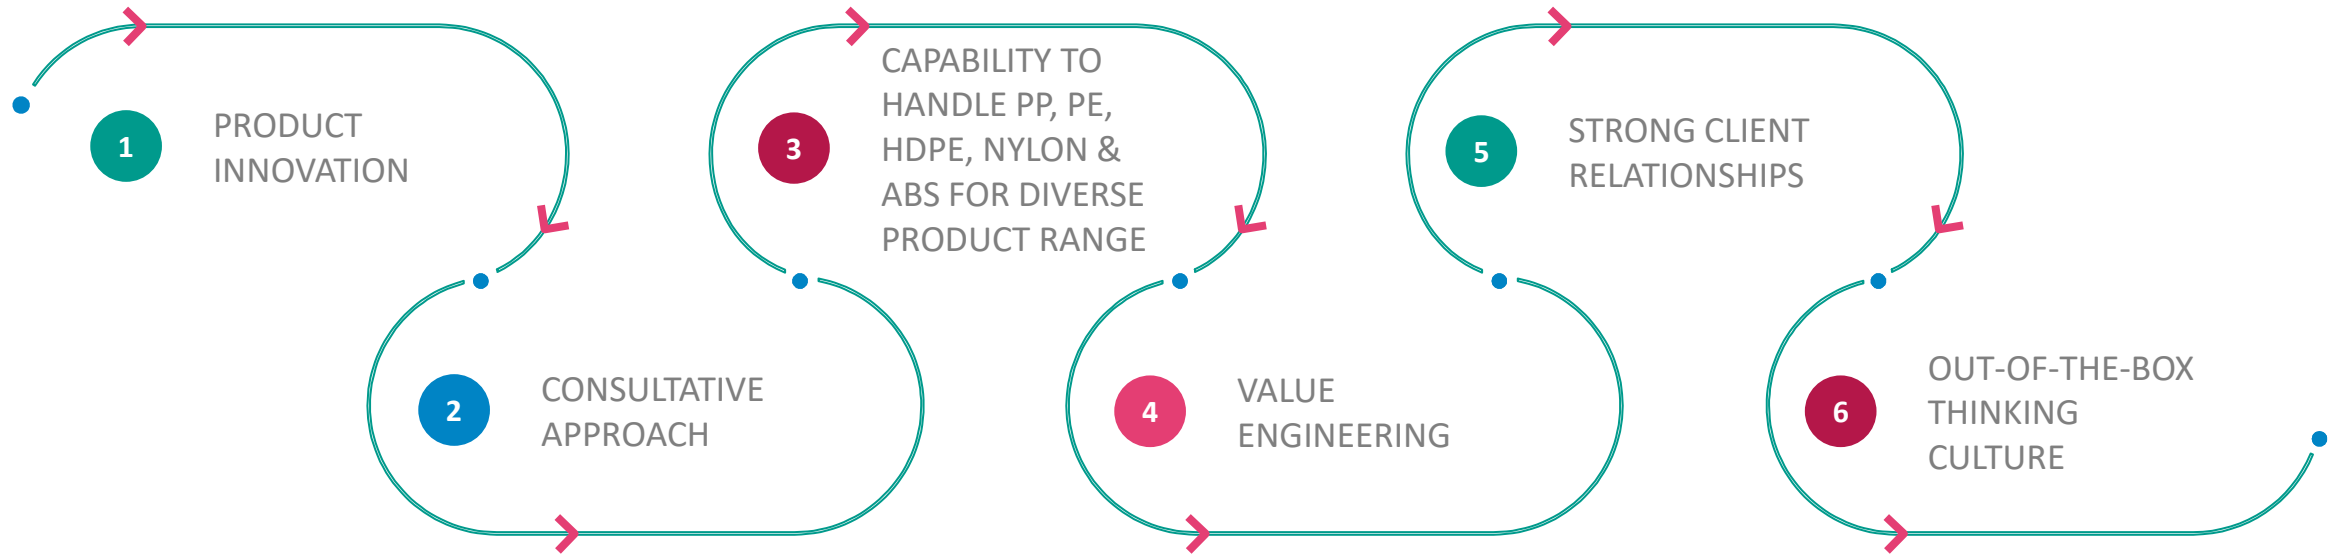 1
PRODUCT
INNOVATION
2
CONSULTATIVE
APPROACH
3
CAPABILITY TO
HANDLE PP, PE,
HDPE, NYLON &
ABS FOR DIVERSE
PRODUCT RANGE
4
VALUE
ENGINEERING
5
STRONG CLIENT
RELATIONSHIPS
6
OUT-OF-THE-BOX
THINKING
CULTURE